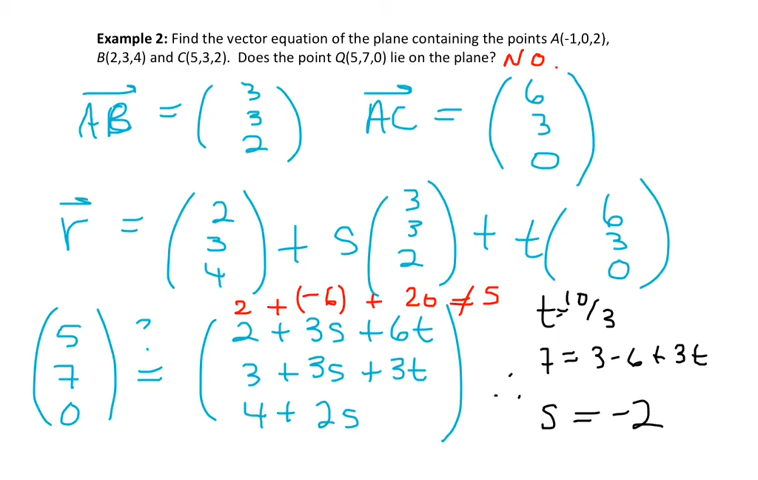 Example 2: Find the vector equation of the plane containing the points A(-1,0,2),
B(2,3,4) and C(5,3,2). Does the point Q(5,7,0) lie on the plane? NO.
AB = (3 3 2) AC = (6 3 0)
r = (2 3 4) + s (3 3 2) + t (6 3 0)
2 + (-6) + 20 ≠ 5
t=10/3
(5 7 0) ?= (2 + 3s + 6t
3 + 3s + 3t
4 + 2s)
7 = 3 - 6 + 3t
∴ s = -2